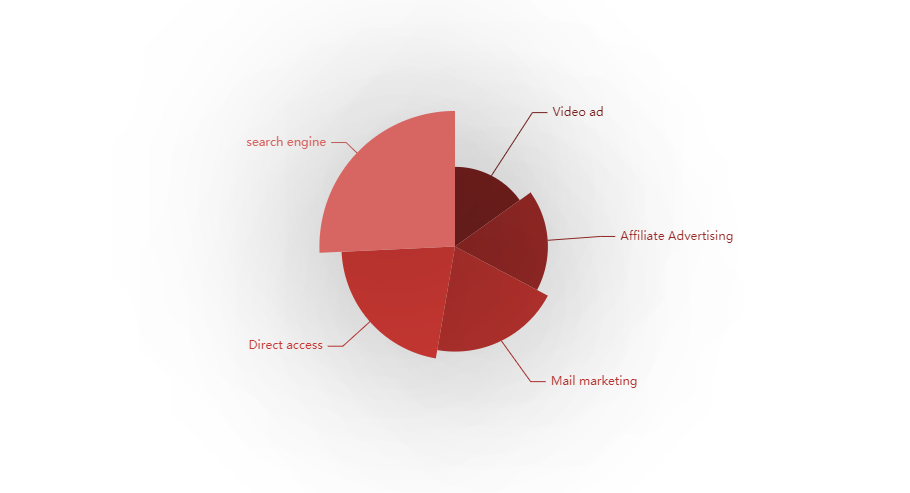 Video ad
search engine
Affiliate Advertising
Direct access
Mail marketing